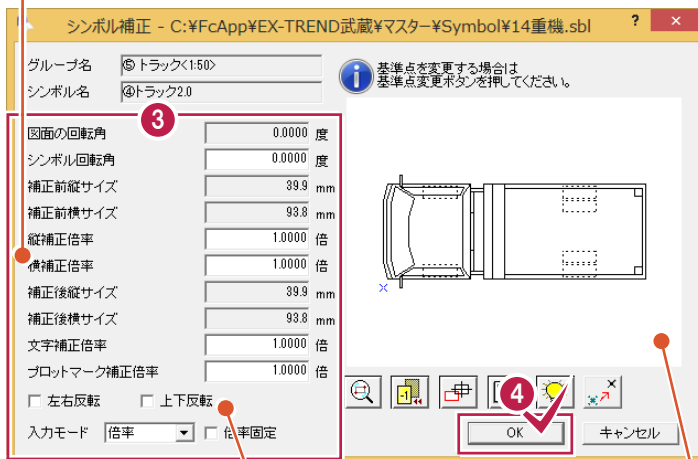 シンボル補正 - C:¥FcApp¥EX-TREND武蔵¥マスター¥Symbol¥14重機.sbl ? ×
グループ名 ⑤ トラック<1:50>
シンボル名 ④トラック2.0
基準点を変更する場合は
基準点変更ボタンを押してください。
3
図面の回転角 0.0000 度
シンボル回転角 0.0000 度
補正前縦サイズ 39.9 mm
補正前横サイズ 93.8 mm
縦補正倍率 1.0000 倍
横補正倍率 1.0000 倍
補正後縦サイズ 39.9 mm
補正後横サイズ 93.8 mm
文字補正倍率 1.0000 倍
プロットマーク補正倍率 1.0000 倍
左右反転 上下反転
入力モード 倍率 倍率固定
-1
4
OK キャンセル